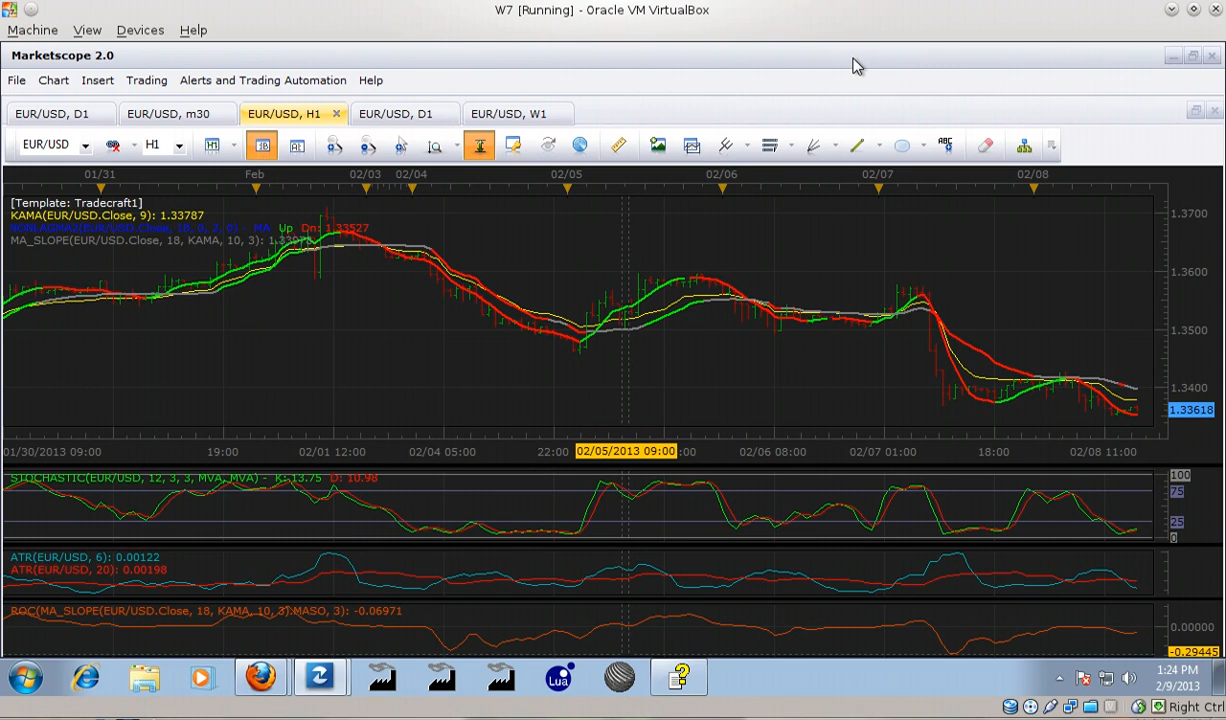 W7 [Running] - Oracle VM VirtualBox
Machine View Devices Help
Marketscope 2.0
File Chart Insert Trading Alerts and Trading Automation Help
EUR/USD, D1 EUR/USD, m30 EUR/USD, H1 EUR/USD, D1 EUR/USD, W1
EUR/USD H1 ABC
01/31 Feb 02/03 02/04 02/05 02/06 02/07 02/08
[Template: Tradecraft1]
KAMA(EUR/USD.Close, 9): 1.33787
Up Dn: 1.33527
MA_SLOPE(EUR/USD.Close, 18, KAMA, 10, 3):
1.3700
1.3600
1.3500
1.3400
1.33618
01/30/2013 09:00 19:00 02/01 12:00 02/04 05:00 22:00 02/05/2013 09:00 :00 02/06 08:00 02/07 01:00 18:00 02/08 11:00
STOCHASTIC(EUR/USD, 12, 3, 3, MVA, MVA) - K: 13.75 D: 10.98
100
75
25
0
ATR(EUR/USD, 6): 0.00122
ATR(EUR/USD, 20): 0.00198
ROC(MA_SLOPE(EUR/USD.Close, 18, KAMA, 10, 3).MASO, 3): -0.06971
0.00000
-0.29445
Lua
1:24 PM
2/9/2013
Right Ctrl